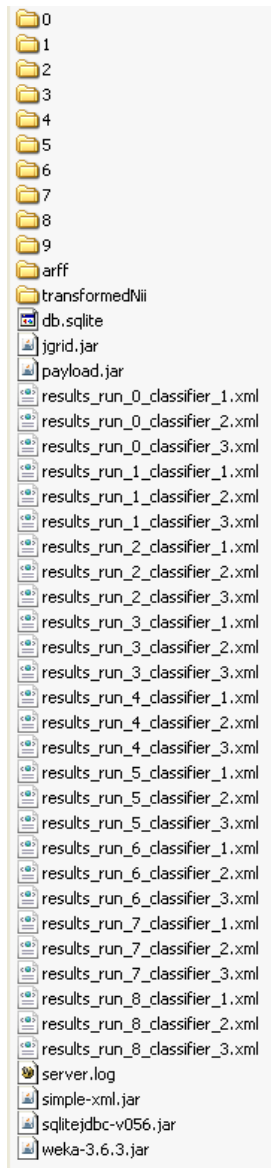 0
1
2
3
4
5
6
7
8
9
arff
transformedNii
db.sqlite
jgrid.jar
payload.jar
results_run_0_classifier_1.xml
results_run_0_classifier_2.xml
results_run_0_classifier_3.xml
results_run_1_classifier_1.xml
results_run_1_classifier_2.xml
results_run_1_classifier_3.xml
results_run_2_classifier_1.xml
results_run_2_classifier_2.xml
results_run_2_classifier_3.xml
results_run_3_classifier_1.xml
results_run_3_classifier_2.xml
results_run_3_classifier_3.xml
results_run_4_classifier_1.xml
results_run_4_classifier_2.xml
results_run_4_classifier_3.xml
results_run_5_classifier_1.xml
results_run_5_classifier_2.xml
results_run_5_classifier_3.xml
results_run_6_classifier_1.xml
results_run_6_classifier_2.xml
results_run_6_classifier_3.xml
results_run_7_classifier_1.xml
results_run_7_classifier_2.xml
results_run_7_classifier_3.xml
results_run_8_classifier_1.xml
results_run_8_classifier_2.xml
results_run_8_classifier_3.xml
server.log
simple-xml.jar
sqlitejdbc-v056.jar
weka-3.6.3.jar